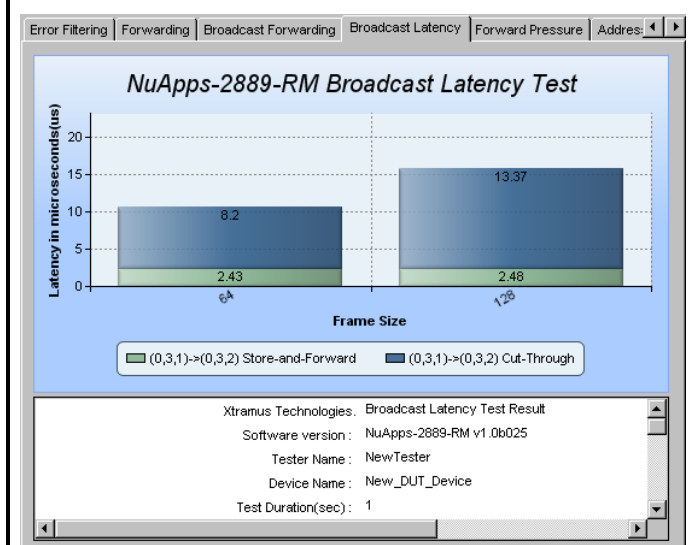 Error Filtering Forwarding Broadcast Forwarding Broadcast Latency Forward Pressure Addres
NuApps-2889-RM Broadcast Latency Test
Latency in microseconds(us)
20
15
10
5
0
8.2
2.43
13.37
2.48
64
128
Frame Size
(0,3,1)->(0,3,2) Store-and-Forward (0,3,1)->(0,3,2) Cut-Through
Xtramus Technologies. Broadcast Latency Test Result
Software version : NuApps-2889-RM v1.0b025
Tester Name : NewTester
Device Name : New_DUT_Device
Test Duration(sec) : 1